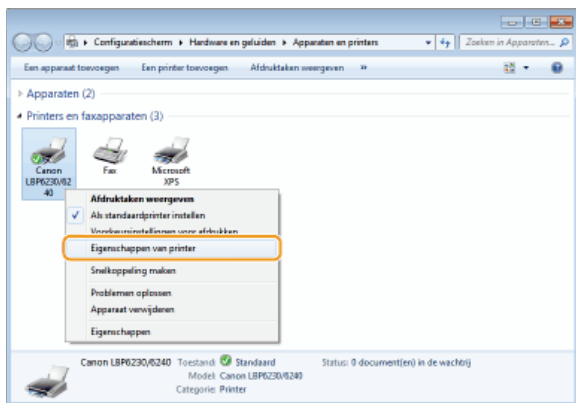 Configuratiescherm ▸ Hardware en geluiden ▸ Apparaten en printers
Zoeken in Apparaten...
Een apparaat toevoegen Een printer toevoegen Afdruktaken weergeven »
Apparaten (2)
Printers en faxapparaten (3)
Canon LBP6230/6240
Fax
Microsoft XPS
Afdruktaken weergeven
Als standaardprinter instellen
Voorkeursinstellingen voor afdrukken
Eigenschappen van printer
Snelkoppeling maken
Problemen oplossen
Apparaat verwijderen
Eigenschappen
Canon LBP6230/6240 Toestand: Standaard Status: 0 document(en) in de wachtrij
Model: Canon LBP6230/6240
Categorie: Printer